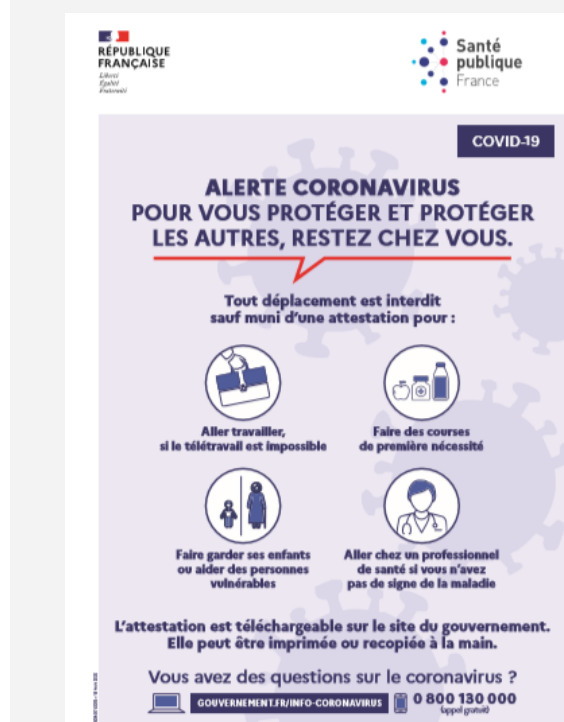 RÉPUBLIQUE
FRANÇAISE
Liberté
Égalité
Fraternité
Santé
publique
France
COVID-19
ALERTE CORONAVIRUS
POUR VOUS PROTÉGER ET PROTÉGER
LES AUTRES, RESTEZ CHEZ VOUS.
Tout déplacement est interdit
sauf muni d'une attestation pour :
Aller travailler,
si le télétravail est impossible
Faire des courses
de première nécessité
Faire garder ses enfants
ou aider des personnes
vulnérables
Aller chez un professionnel
de santé si vous n'avez
pas de signe de la maladie
L'attestation est téléchargeable sur le site du gouvernement.
Elle peut être imprimée ou recopiée à la main.
Vous avez des questions sur le coronavirus ?
GOUVERNEMENT.FR/INFO-CORONAVIRUS
0 800 130 000
(appel gratuit)